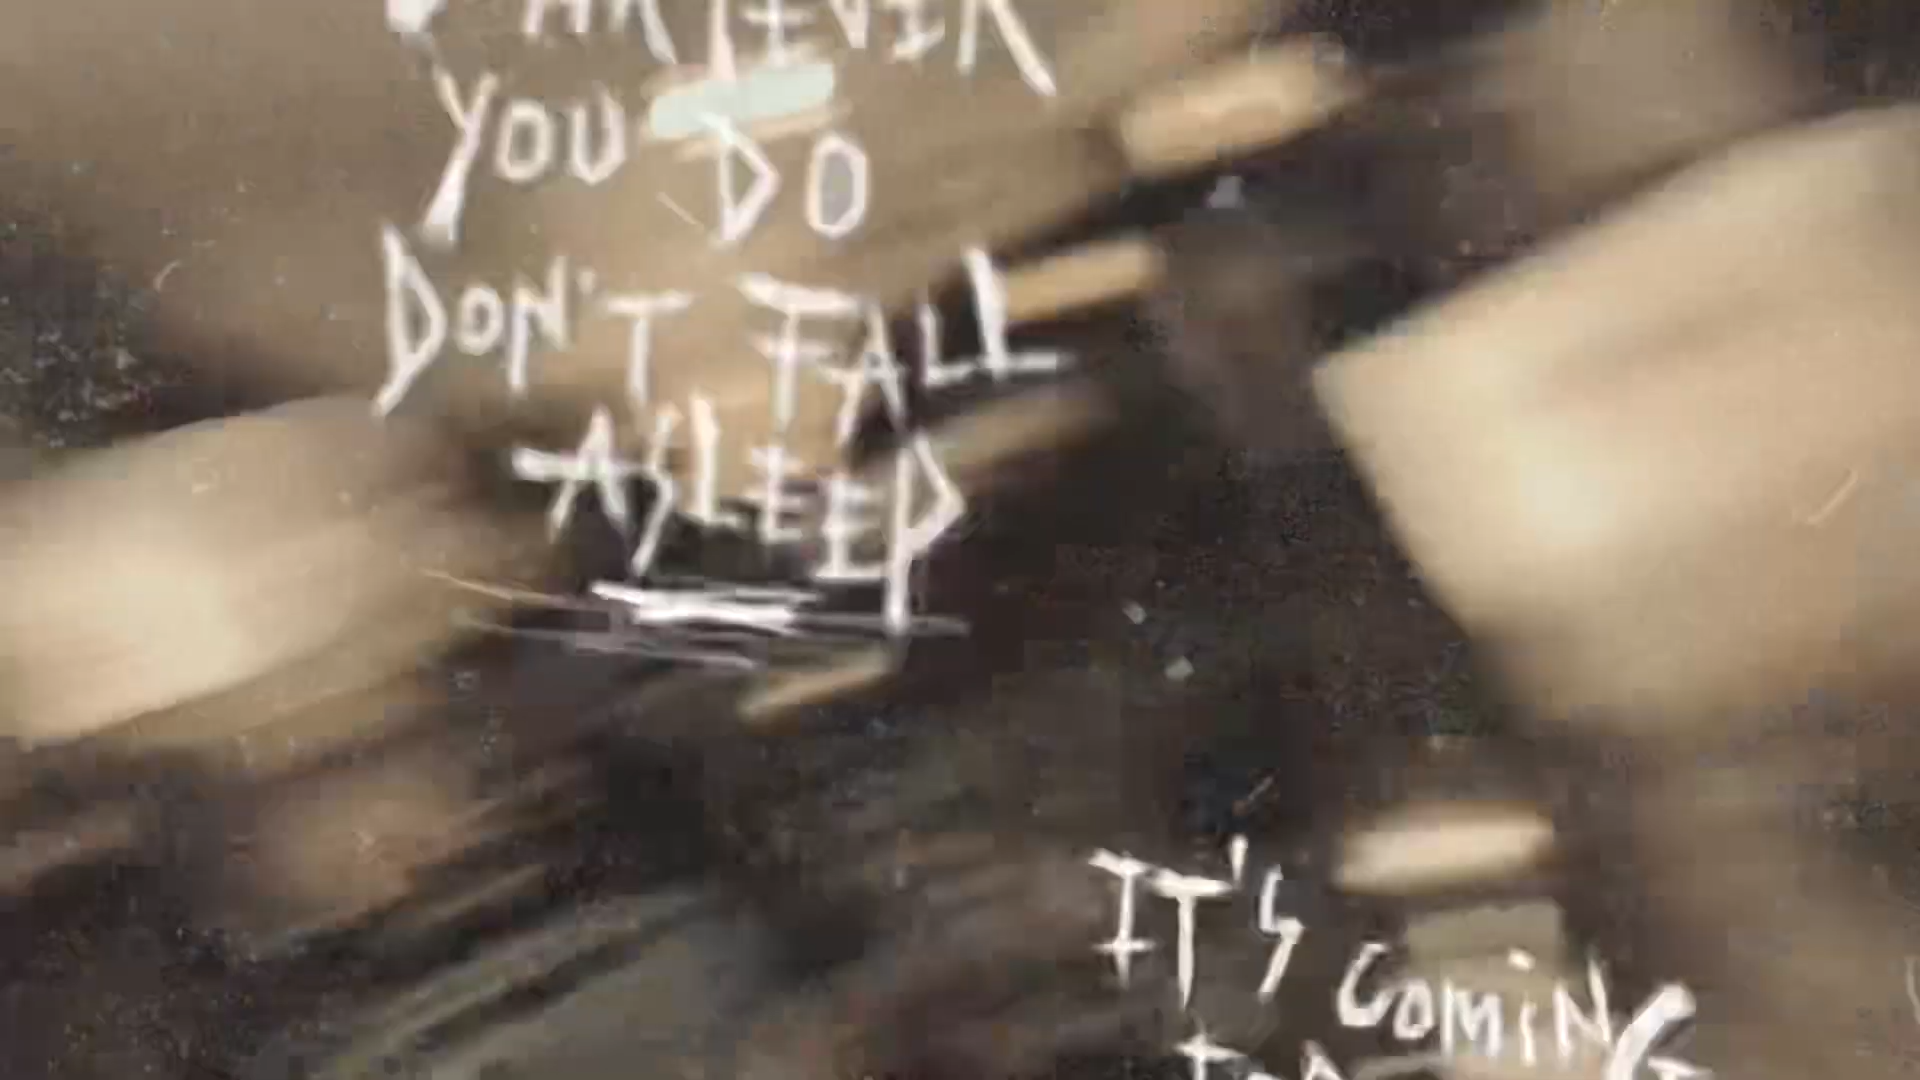 YOU DO
DON'T FALL
ASLEEP
IT'S
COMING